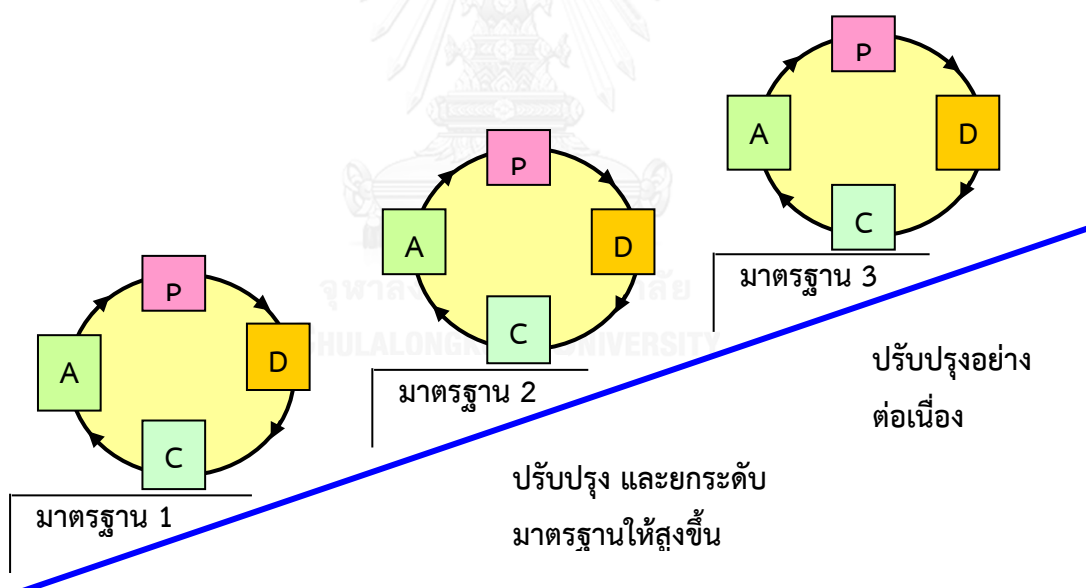 P
A
D
C
มาตรฐาน 3
P
A
D
C
มาตรฐาน 2
P
A
D
C
มาตรฐาน 1
ปรับปรุงอย่าง
ต่อเนื่อง
ปรับปรุง และยกระดับ
มาตรฐานให้สูงขึ้น